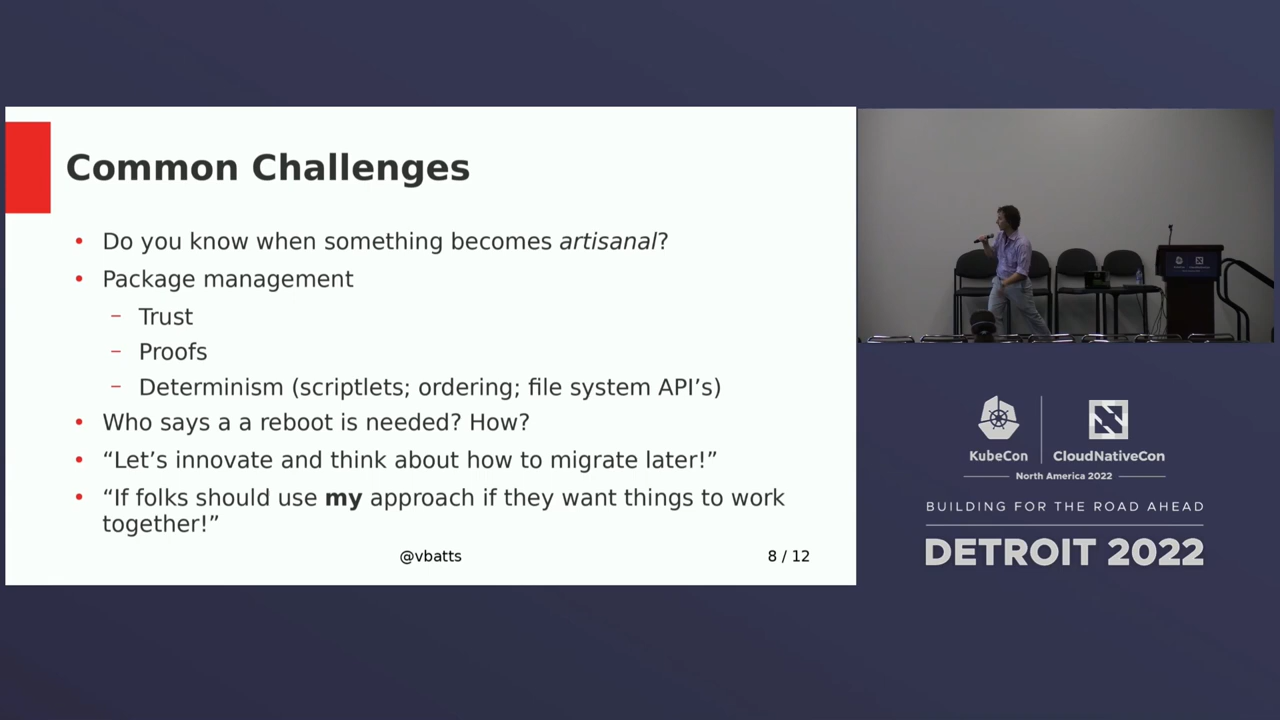 Common Challenges
• Do you know when something becomes artisanal?
• Package management
– Trust
– Proofs
– Determinism (scriptlets; ordering; file system API’s)
• Who says a a reboot is needed? How?
• “Let’s innovate and think about how to migrate later!”
• “If folks should use my approach if they want things to work
together!”
@vbatts
8 / 12
KubeCon
CloudNativeCon
North America 2022
BUILDING FOR THE ROAD AHEAD
DETROIT 2022